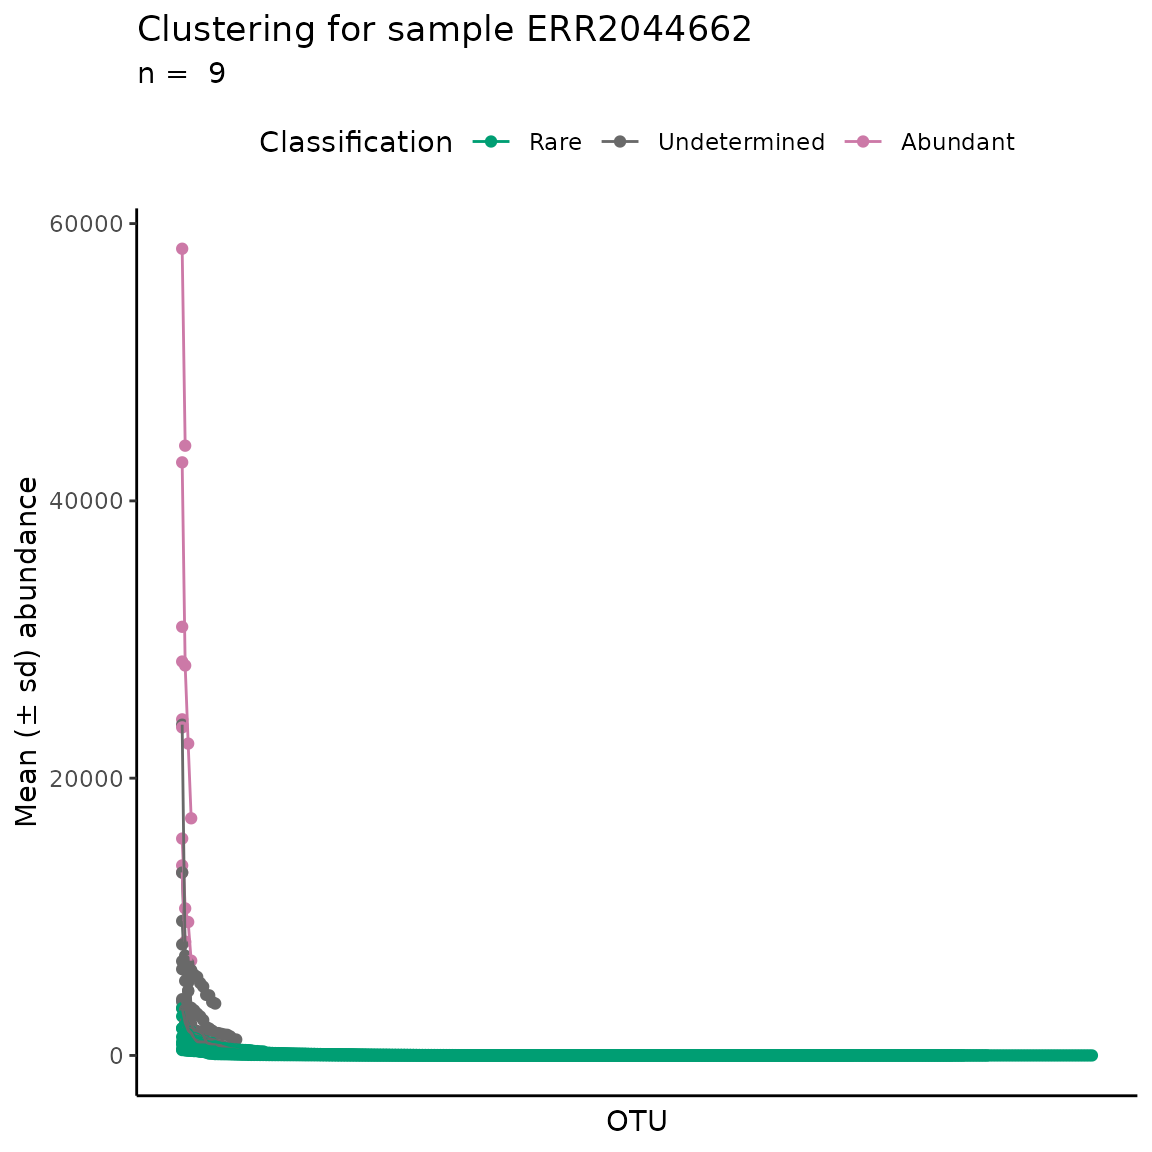 Clustering for sample ERR2044662
n = 9
Classification Rare Undetermined Abundant
60000
40000
20000
0
Mean (± sd) abundance
OTU